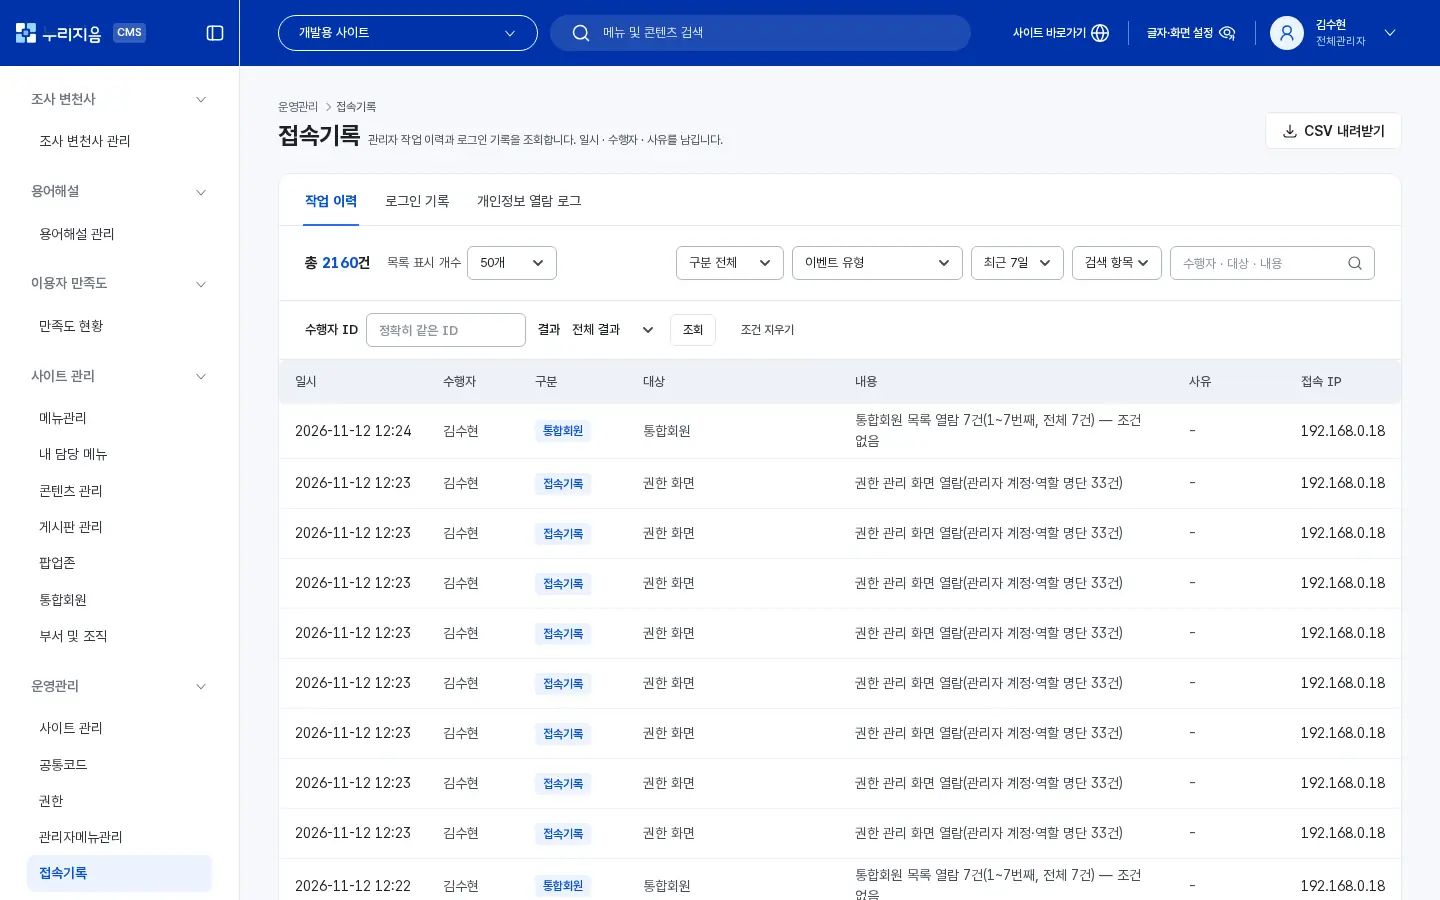 누리지음 CMS
개발용 사이트
메뉴 및 콘텐츠 검색
사이트 바로가기
글자·화면 설정
김수현
전체관리자
조사 변천사
조사 변천사 관리
용어해설
용어해설 관리
이용자 만족도
만족도 현황
사이트 관리
메뉴관리
내 담당 메뉴
콘텐츠 관리
게시판 관리
팝업존
통합회원
부서 및 조직
운영관리
사이트 관리
공통코드
권한
관리자메뉴관리
접속기록
운영관리 > 접속기록
접속기록 관리자 작업 이력과 로그인 기록을 조회합니다. 일시 · 수행자 · 사유를 남깁니다.
CSV 내려받기
작업 이력 로그인 기록 개인정보 열람 로그
총 2160건 목록 표시 개수 50개 구분 전체 이벤트 유형 최근 7일 검색 항목 수행자 · 대상 · 내용
수행자 ID 정확히 같은 ID 결과 전체 결과 조회 조건 지우기
일시 수행자 구분 대상 내용 사유 접속 IP
2026-11-12 12:24 김수현 통합회원 통합회원 통합회원 목록 열람 7건(1~7번째, 전체 7건) — 조건 없음 - 192.168.0.18
2026-11-12 12:23 김수현 접속기록 권한 화면 권한 관리 화면 열람(관리자 계정·역할 명단 33건) - 192.168.0.18
2026-11-12 12:23 김수현 접속기록 권한 화면 권한 관리 화면 열람(관리자 계정·역할 명단 33건) - 192.168.0.18
2026-11-12 12:23 김수현 접속기록 권한 화면 권한 관리 화면 열람(관리자 계정·역할 명단 33건) - 192.168.0.18
2026-11-12 12:23 김수현 접속기록 권한 화면 권한 관리 화면 열람(관리자 계정·역할 명단 33건) - 192.168.0.18
2026-11-12 12:23 김수현 접속기록 권한 화면 권한 관리 화면 열람(관리자 계정·역할 명단 33건) - 192.168.0.18
2026-11-12 12:23 김수현 접속기록 권한 화면 권한 관리 화면 열람(관리자 계정·역할 명단 33건) - 192.168.0.18
2026-11-12 12:23 김수현 접속기록 권한 화면 권한 관리 화면 열람(관리자 계정·역할 명단 33건) - 192.168.0.18
2026-11-12 12:23 김수현 접속기록 권한 화면 권한 관리 화면 열람(관리자 계정·역할 명단 33건) - 192.168.0.18
2026-11-12 12:22 김수현 통합회원 통합회원 통합회원 목록 열람 7건(1~7번째, 전체 7건) — 조건 없음 - 192.168.0.18